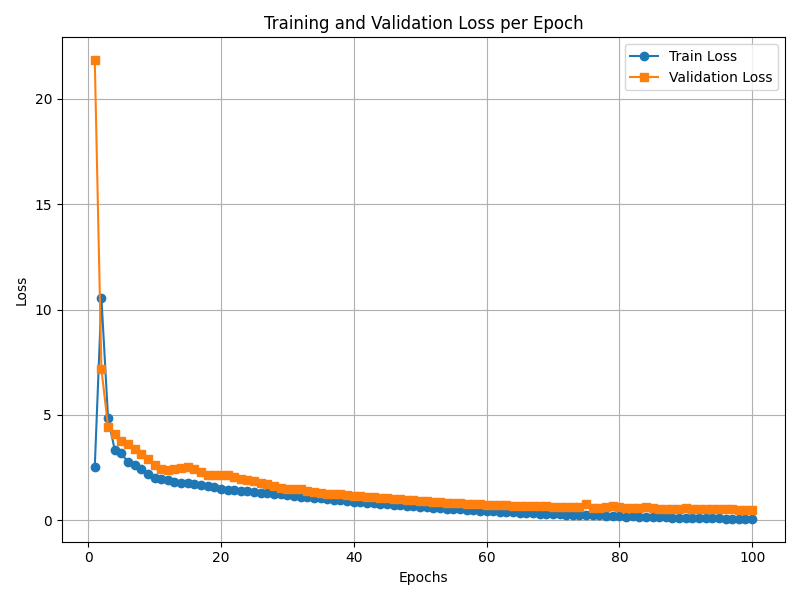 Training and Validation Loss per Epoch
Train Loss
Validation Loss
Loss
20
15
10
5
0
0 20 40 60 80 100
Epochs